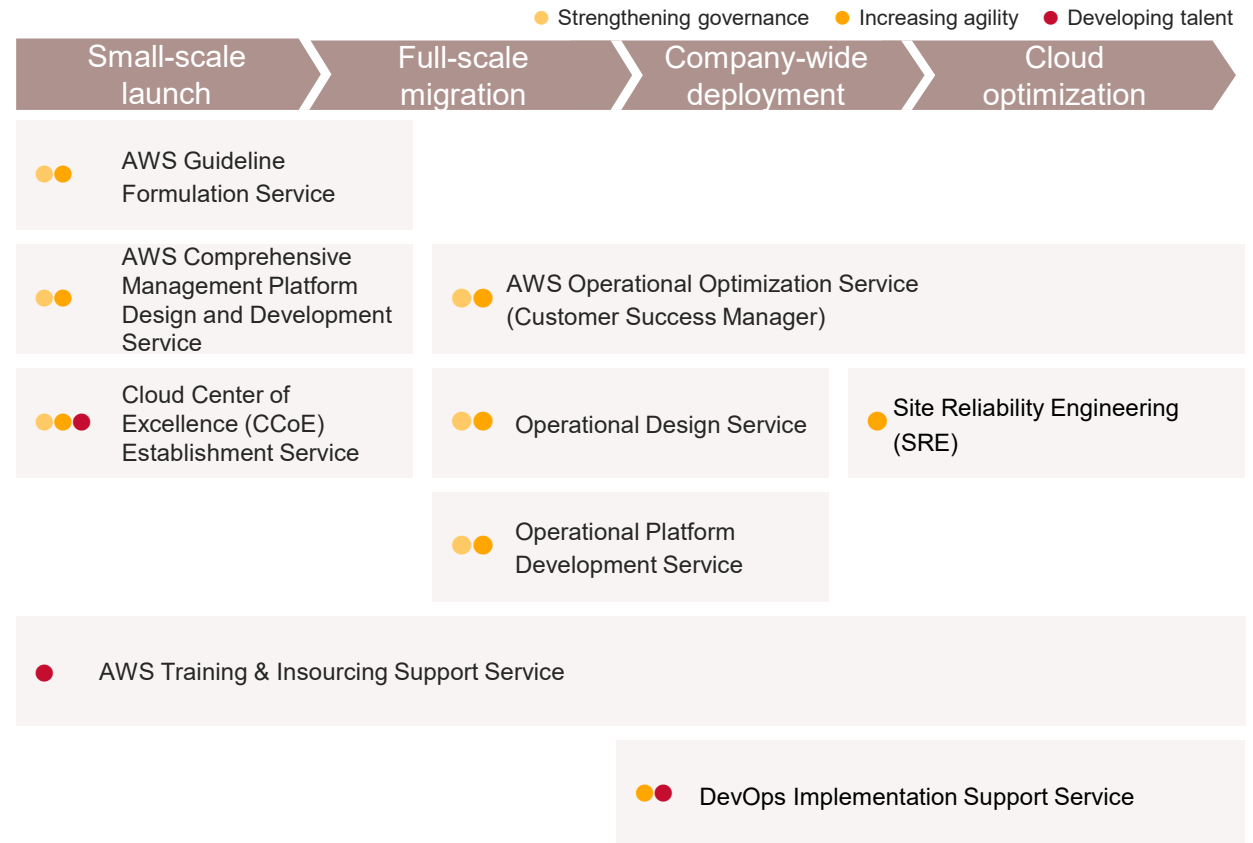 Strengthening governance
Increasing agility
Developing talent
Small-scale
launch
Full-scale
migration
Company-wide
deployment
Cloud
optimization
AWS Guideline
Formulation Service
AWS Comprehensive
Management Platform
Design and Development
Service
AWS Operational Optimization Service
(Customer Success Manager)
Cloud Center of
Excellence (CCoE)
Establishment Service
Operational Design Service
Site Reliability Engineering
(SRE)
Operational Platform
Development Service
AWS Training & Insourcing Support Service
DevOps Implementation Support Service